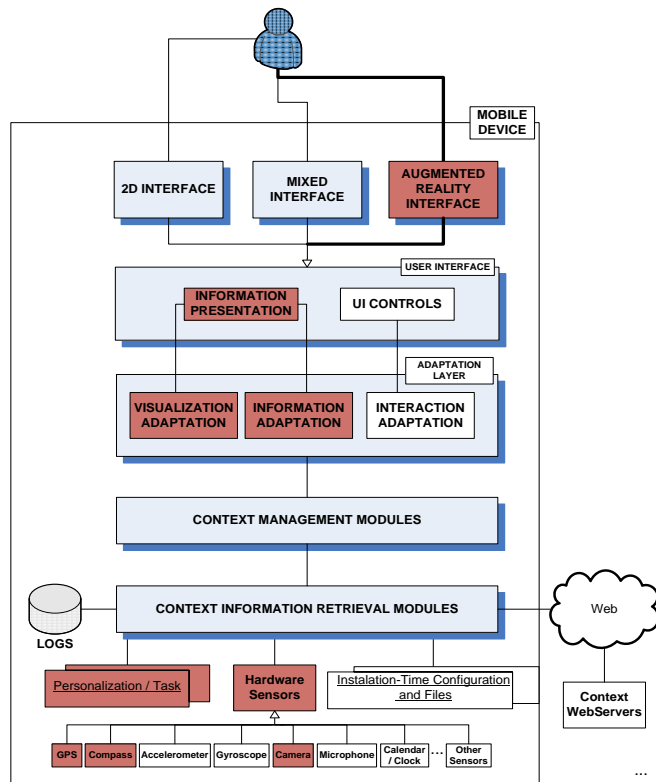 MOBILE
DEVICE
2D INTERFACE
MIXED
INTERFACE
AUGMENTED
REALITY
INTERFACE
USER INTERFACE
INFORMATION
PRESENTATION
UI CONTROLS
ADAPTATION
LAYER
VISUALIZATION
ADAPTATION
INFORMATION
ADAPTATION
INTERACTION
ADAPTATION
CONTEXT MANAGEMENT MODULES
CONTEXT INFORMATION RETRIEVAL MODULES
LOGS
Web
Personalization / Task
Hardware
Sensors
Instalation-Time Configuration
and Files
Context
WebServers
GPS
Compass
Accelerometer
Gyroscope
Camera
Microphone
Calendar
/ Clock
...
Other
Sensors
...